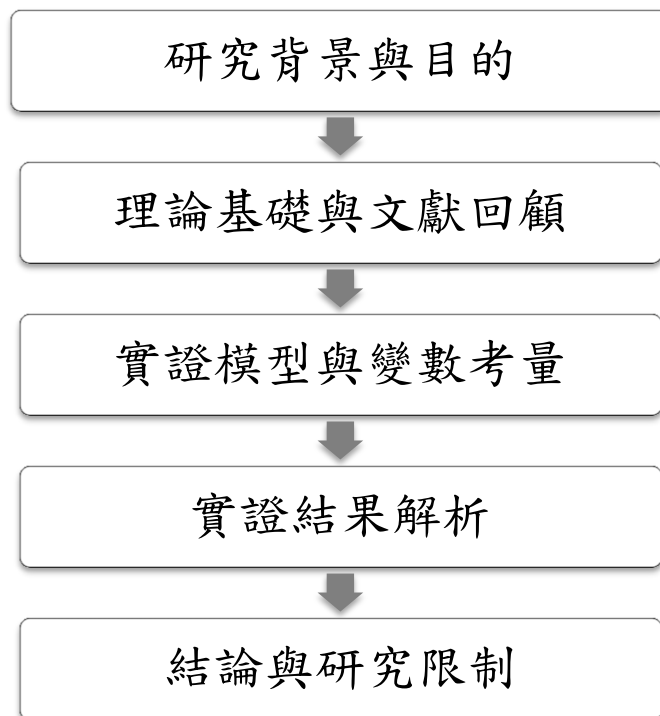 研究背景與目的
理論基礎與文獻回顧
實證模型與變數考量
實證結果解析
結論與研究限制